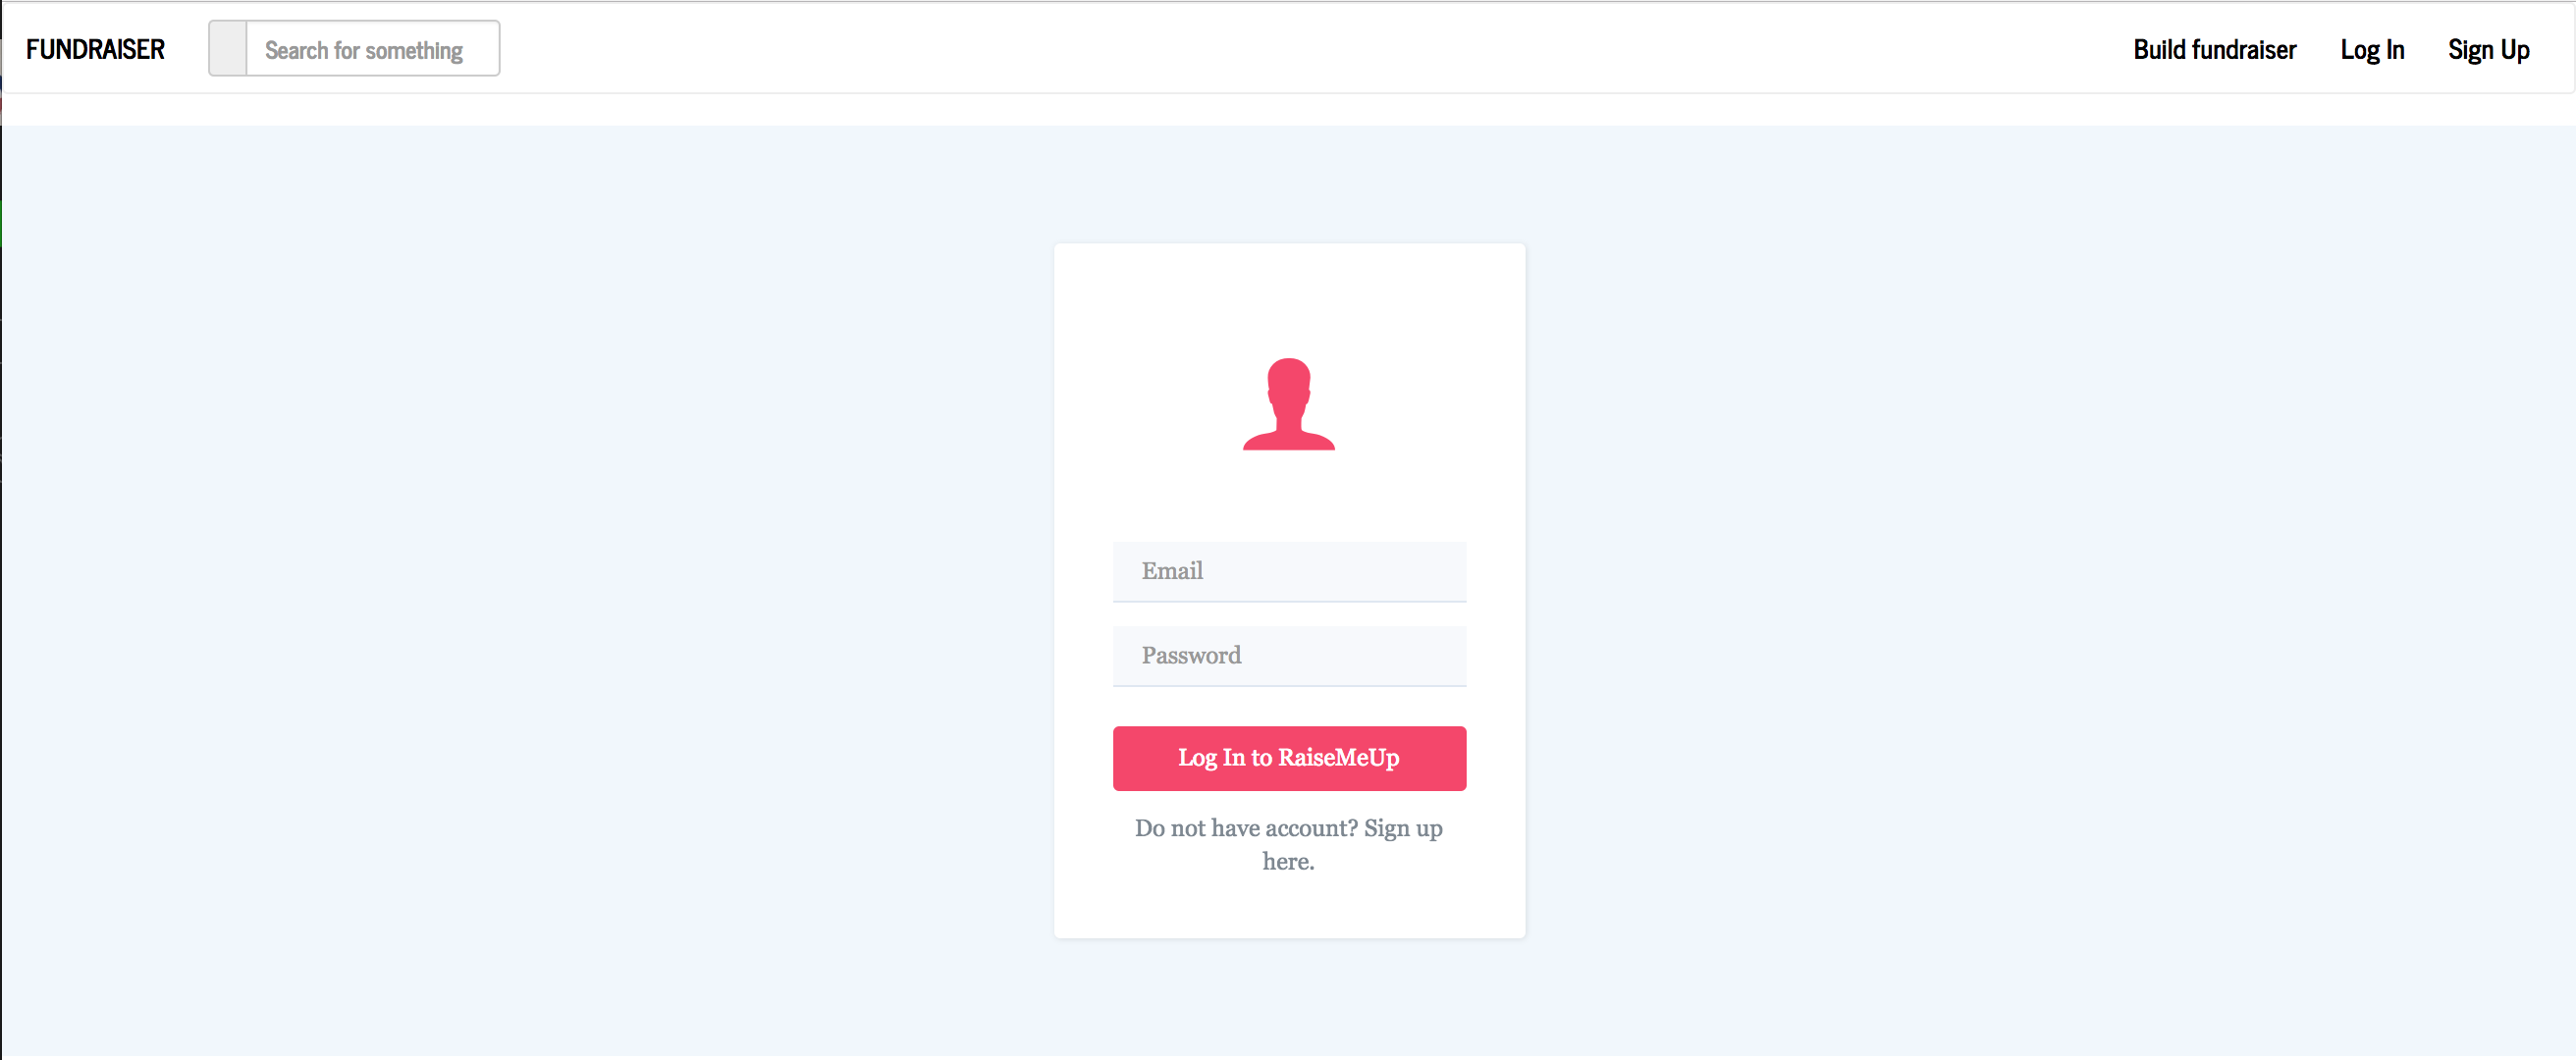 FUNDRAISER Search for something Build fundraiser Log In Sign Up
Email
Password
Log In to RaiseMeUp
Do not have account? Sign up
here.